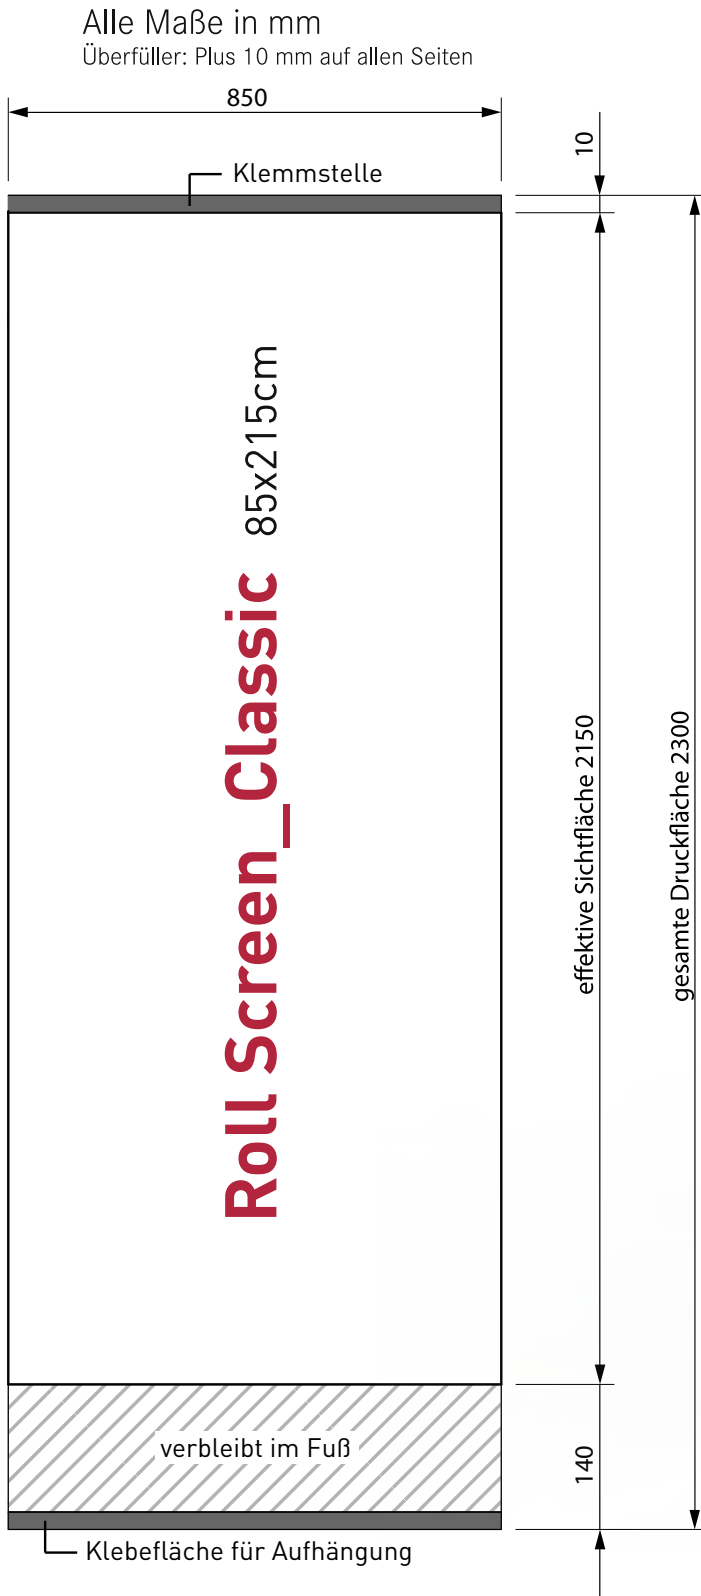 Alle Maße in mm
Überfüller: Plus 10 mm auf allen Seiten
850
10
Klemmstelle
Roll Screen_Classic 85x215cm
effektive Sichtfläche 2150
gesamte Druckfläche 2300
verbleibt im Fuß
140
Klebefläche für Aufhängung